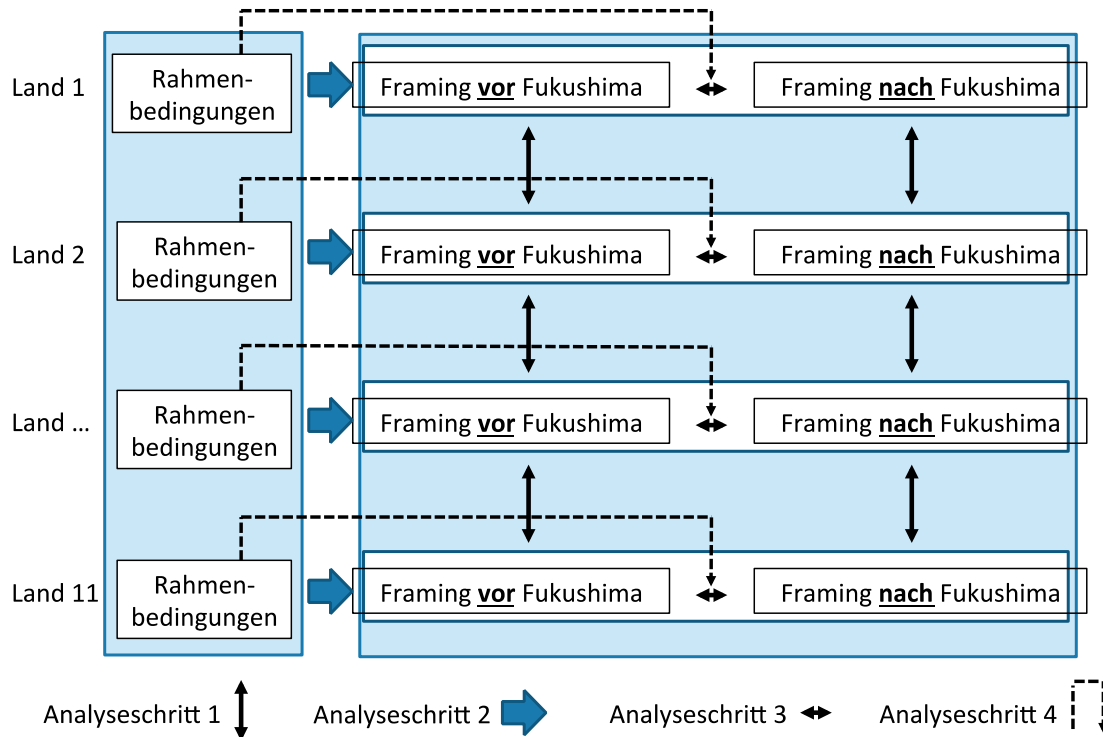 Land 1
Rahmen-
bedingungen
Framing vor Fukushima
Framing nach Fukushima
Land 2
Rahmen-
bedingungen
Framing vor Fukushima
Framing nach Fukushima
Land ...
Rahmen-
bedingungen
Framing vor Fukushima
Framing nach Fukushima
Land 11
Rahmen-
bedingungen
Framing vor Fukushima
Framing nach Fukushima
Analyseschritt 1
Analyseschritt 2
Analyseschritt 3
Analyseschritt 4